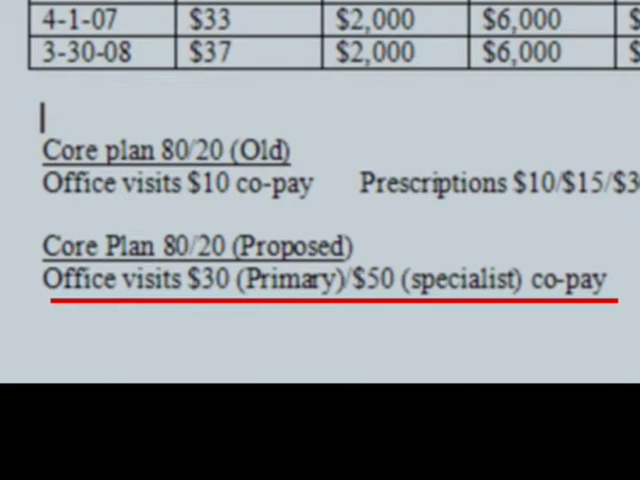 4-1-07 $33 $2,000 $6,000
3-30-08 $37 $2,000 $6,000
Core plan 80/20 (Old)
Office visits $10 co-pay Prescriptions $10/$15/$3
Core Plan 80/20 (Proposed)
Office visits $30 (Primary)/$50 (specialist) co-pay